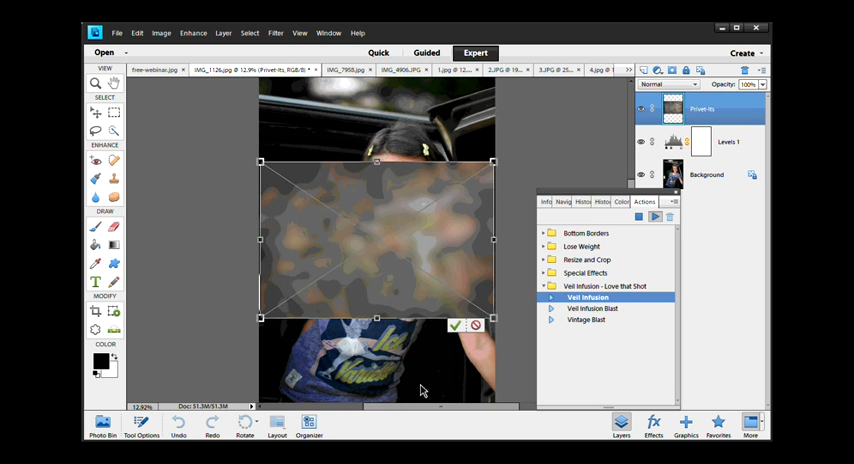 File Edit Image Enhance Layer Select Filter View Window Help
Open Quick Guided Expert Create
free-webinar.jpg × IMG_1126.jpg @ 12.9% (Privet-Its, RGB/8) * × IMG_7958.jpg × IMG_4906.JPG × 1.jpg @ 12.... × 2.JPG @ 19... × 3.JPG @ 25... × 4.jpg @ 1
VIEW
SELECT
ENHANCE
DRAW
T
MODIFY
COLOR
Normal Opacity: 100%
Privet-Its
Levels 1
Background
Info Navig Histor Histo Color Actions
Bottom Borders
Lose Weight
Resize and Crop
Special Effects
Veil Infusion - Love that Shot
Veil Infusion
Veil Infusion Blast
Vintage Blast
12.92% Doc: 51.3M/51.3M
Photo Bin Tool Options Undo Redo Rotate Layout Organizer Layers Effects Graphics Favorites More